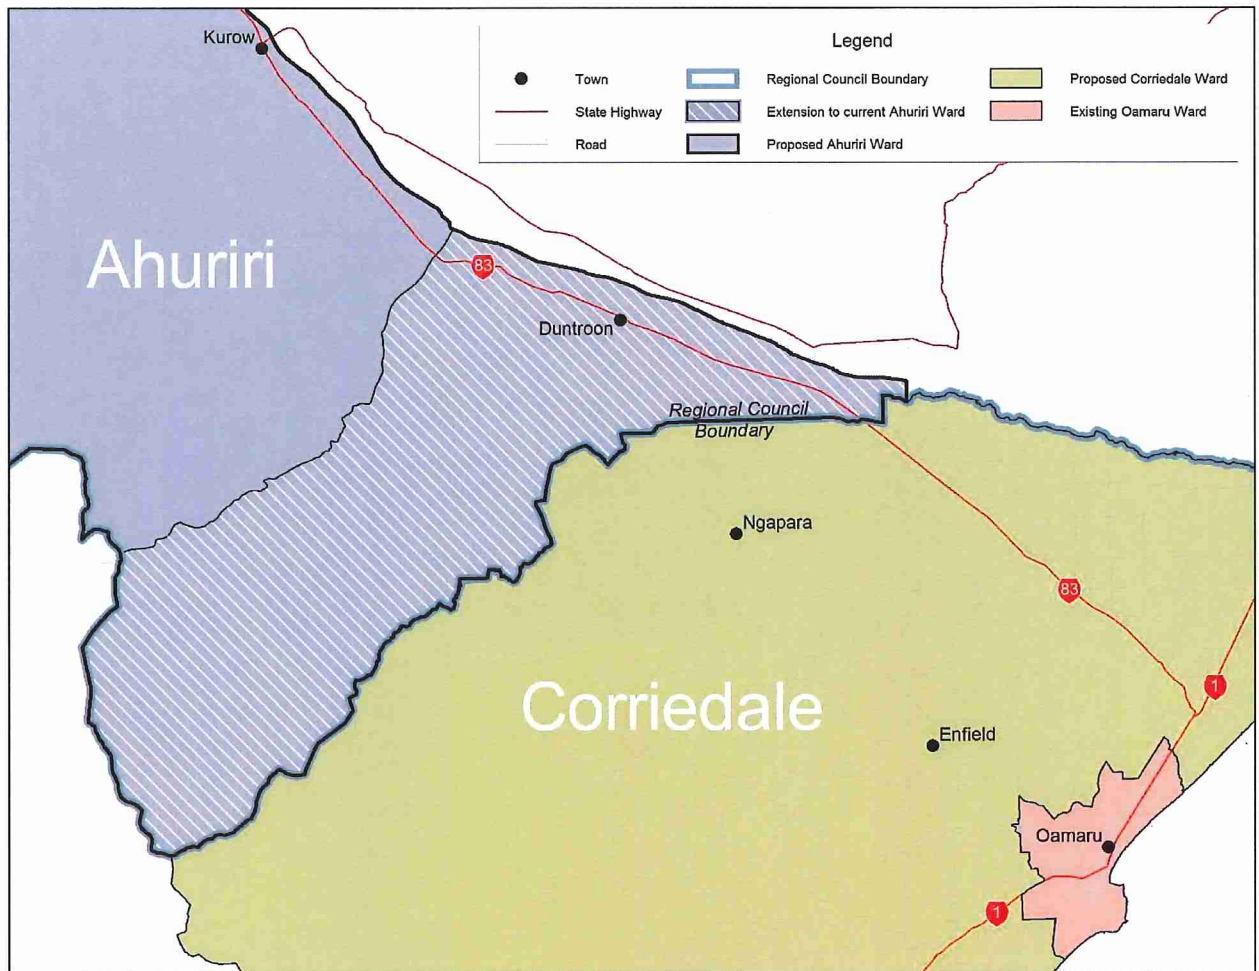 Kurow
Legend
Town
Regional Council Boundary
Proposed Corriedale Ward
State Highway
Extension to current Ahuriri Ward
Existing Oamaru Ward
Road
Proposed Ahuriri Ward
Ahuriri
83
Duntroon
Regional Council
Boundary
Ngapara
83
Corriedale
1
Enfield
Oamaru
1